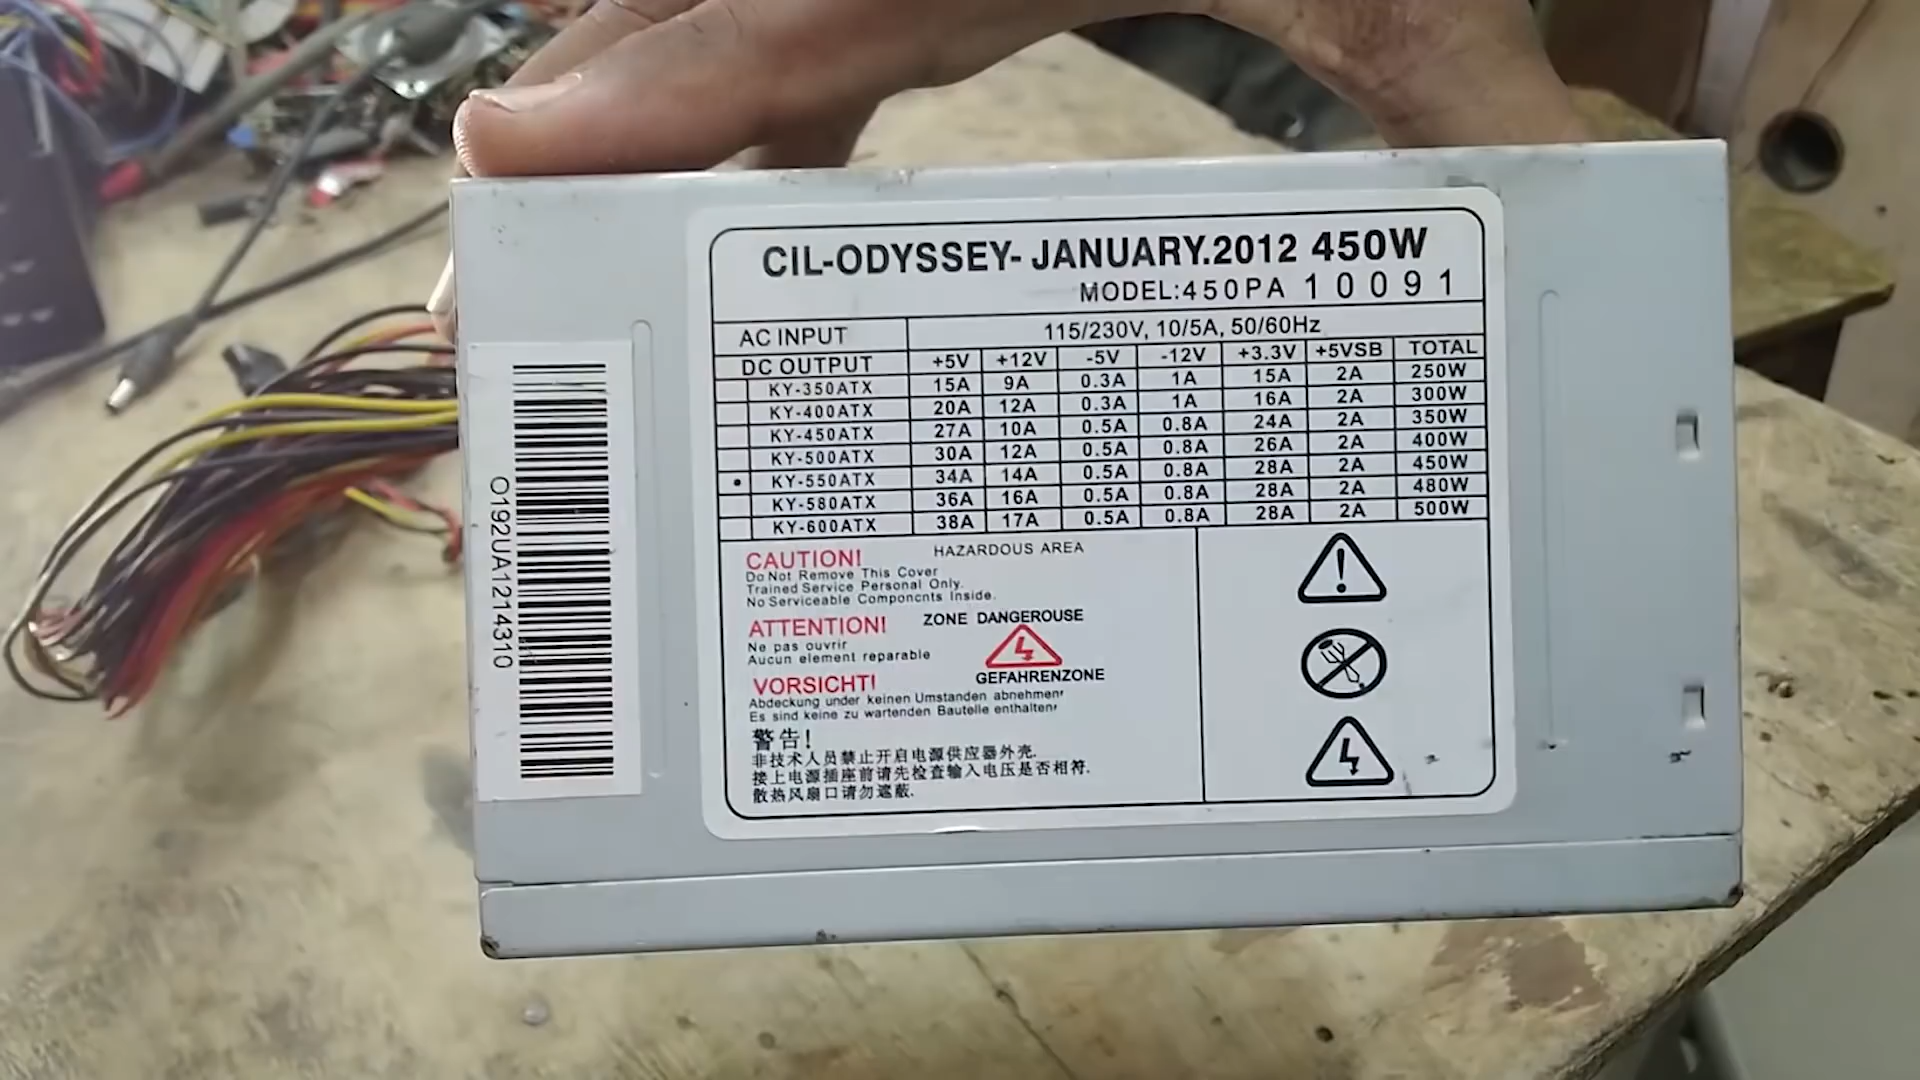 CIL-ODYSSEY- JANUARY.2012 450W
MODEL:450PA 10091
AC INPUT 115/230V, 10/5A, 50/60Hz
DC OUTPUT +5V +12V -5V -12V +3.3V +5VSB TOTAL
KY-350ATX 15A 9A 0.3A 1A 15A 2A 250W
KY-400ATX 20A 12A 0.3A 1A 16A 2A 300W
KY-450ATX 27A 10A 0.5A 0.8A 24A 2A 350W
KY-500ATX 30A 12A 0.5A 0.8A 26A 2A 400W
• KY-550ATX 34A 14A 0.5A 0.8A 28A 2A 450W
KY-580ATX 36A 16A 0.5A 0.8A 28A 2A 480W
KY-600ATX 38A 17A 0.5A 0.8A 28A 2A 500W
CAUTION! HAZARDOUS AREA
Do Not Remove This Cover
Trained Service Personal Only.
No Serviceable Componcnts Inside.
ATTENTION! ZONE DANGEROUSE
Ne pas ouvrir
Aucun element reparable
VORSICHT! GEFAHRENZONE
Abdeckung under keinen Umstanden abnehmen!
Es sind keine zu wartenden Bauteile enthalten!
警告!
非技术人员禁止开启电源供应器外壳.
接上电源插座前请先检查输入电压是否相符.
散热风扇口请勿遮蔽.
O192UA1214310